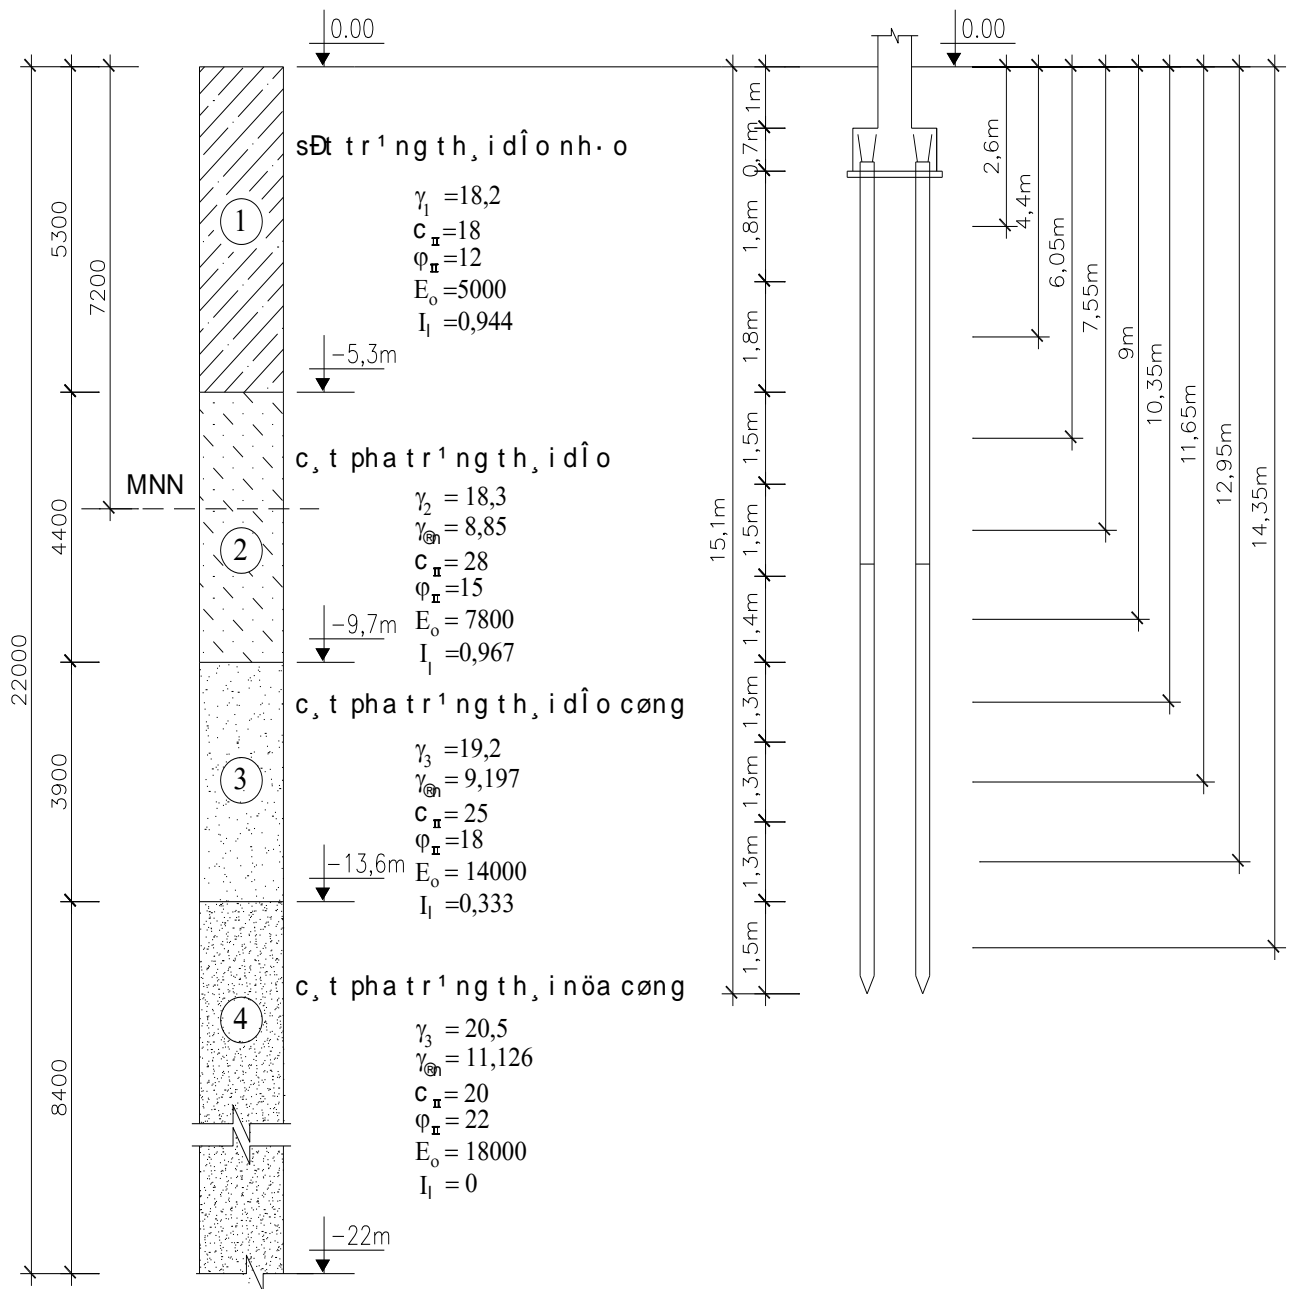 0.00
0.00
sÐt tr¹ng th¸i dÎo nh·o
γ1 =18,2
cII=18
φII=12
Eo=5000
Il=0,944
-5,3m
c¸t pha tr¹ng th¸i dÎo
γ2 = 18,3
γ®n = 8,85
cII= 28
φII=15
Eo = 7800
Il =0,967
-9,7m
c¸t pha tr¹ng th¸i dÎo cøng
γ3 =19,2
γ®n = 9,197
cII= 25
φII=18
Eo = 14000
Il =0,333
-13,6m
c¸t pha tr¹ng th¸i nöa cøng
γ3 = 20,5
γ®n = 11,126
cII= 20
φII= 22
Eo = 18000
Il = 0
-22m
MNN
1
2
3
4
22000
5300
4400
3900
8400
7200
15,1m
1m
0,7m
1,8m
1,8m
1,5m
1,5m
1,4m
1,3m
1,3m
1,3m
1,5m
2,6m
4,4m
6,05m
7,55m
9m
10,35m
11,65m
12,95m
14,35m